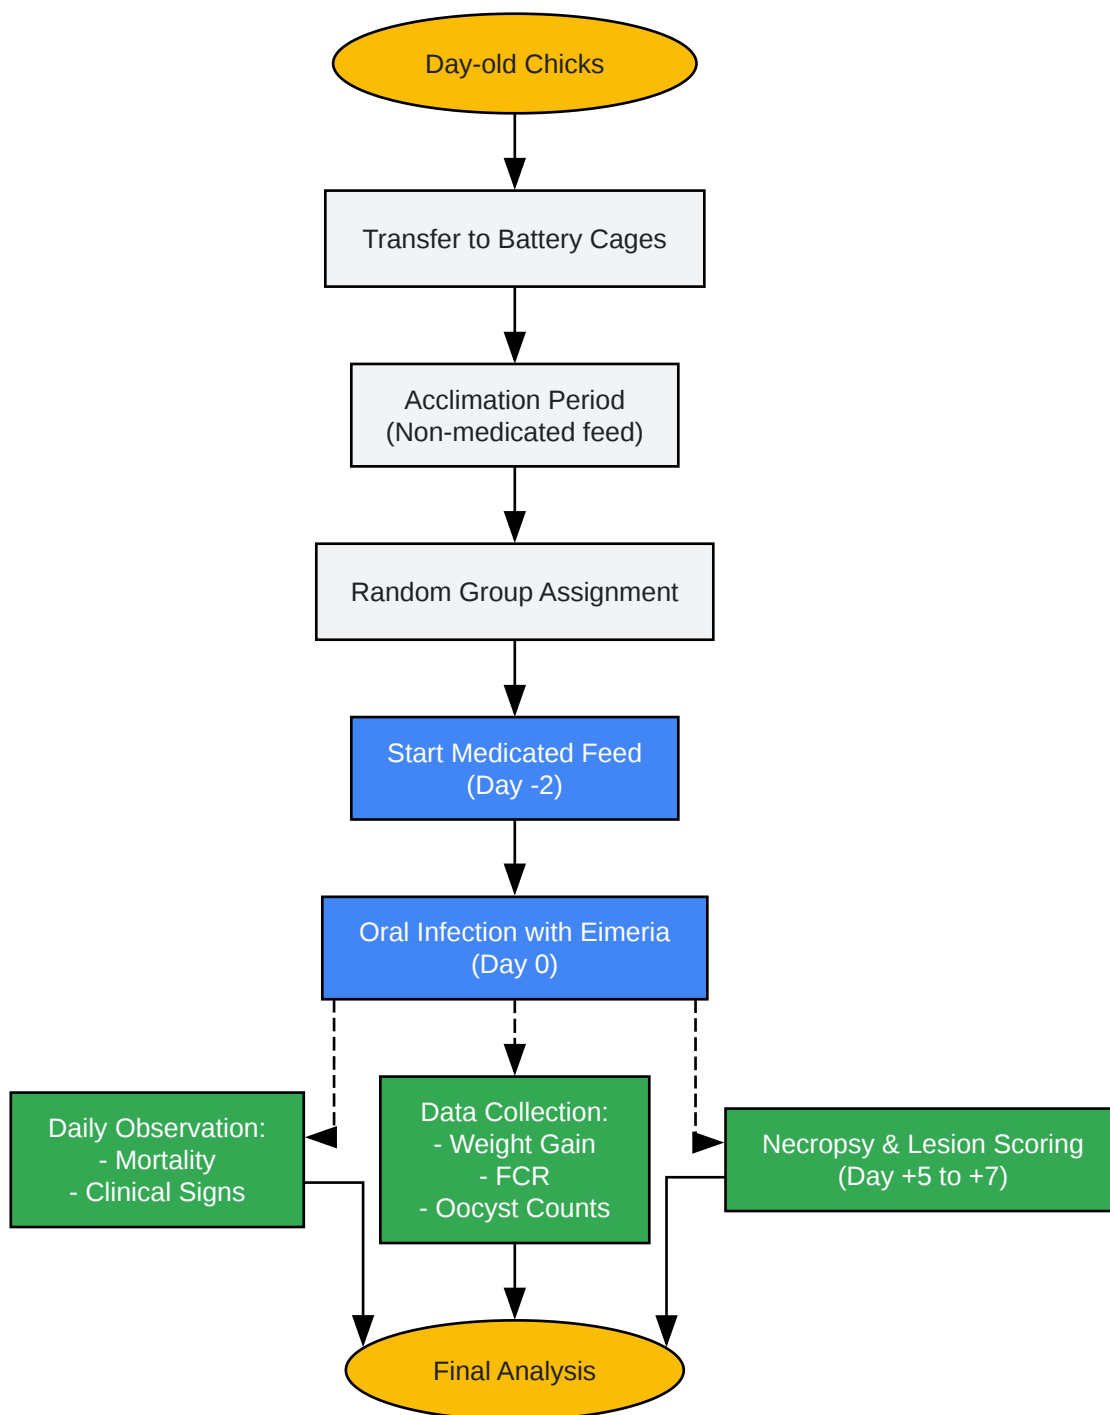 Day-old Chicks
Transfer to Battery Cages
Acclimation Period
(Non-medicated feed)
Random Group Assignment
Start Medicated Feed
(Day -2)
Oral Infection with Eimeria
(Day 0)
Daily Observation:
- Mortality
- Clinical Signs
Data Collection:
- Weight Gain
- FCR
- Oocyst Counts
Necropsy & Lesion Scoring
(Day +5 to +7)
Final Analysis